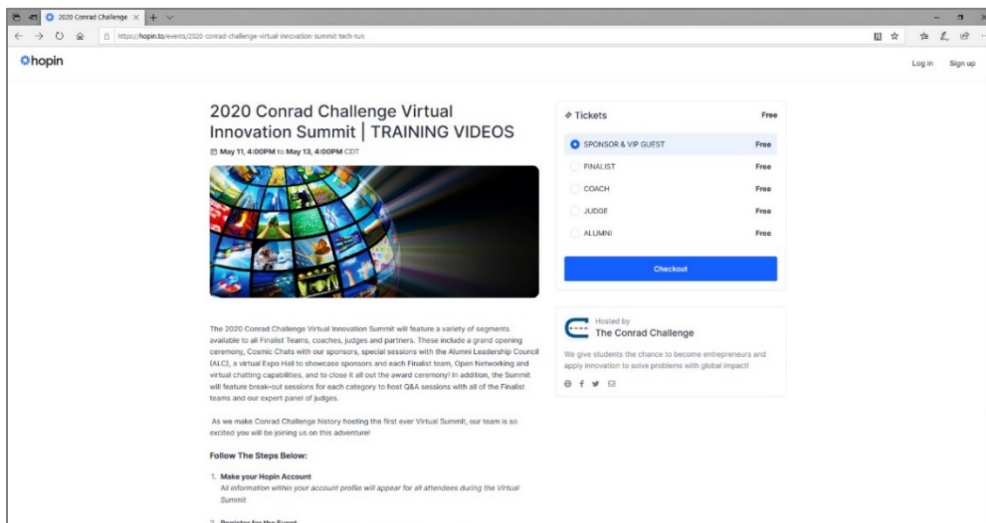 2020 Conrad Challenge
https://hopin.to/events/2020-conrad-challenge-virtual-innovation-summit-tech-run
hopin
Log in
Sign up
2020 Conrad Challenge Virtual
Innovation Summit | TRAINING VIDEOS
May 11, 4:00PM to May 13, 4:00PM CDT
The 2020 Conrad Challenge Virtual Innovation Summit will feature a variety of segments
available to all Finalist Teams, coaches, judges and partners. These include a grand opening
ceremony, Cosmic Chats with our sponsors, special sessions with the Alumni Leadership Council
(ALC), a virtual Expo Hall to showcase sponsors and each Finalist team, Open Networking and
virtual chatting capabilities, and to close it all out the award ceremony! In addition, the Summit
will feature break-out sessions for each category to host Q&A sessions with all of the Finalist
teams and our expert panel of judges.
As we make Conrad Challenge history hosting the first ever Virtual Summit, our team is so
excited you will be joining us on this adventure!
Follow The Steps Below:
1. Make your Hopin Account
All information within your account profile will appear for all attendees during the Virtual
Summit
2. Register for the Event
Tickets Free
SPONSOR & VIP GUEST Free
FINALIST Free
COACH Free
JUDGE Free
ALUMNI Free
Checkout
Hosted by
The Conrad Challenge
We give students the chance to become entrepreneurs and
apply innovation to solve problems with global impact!